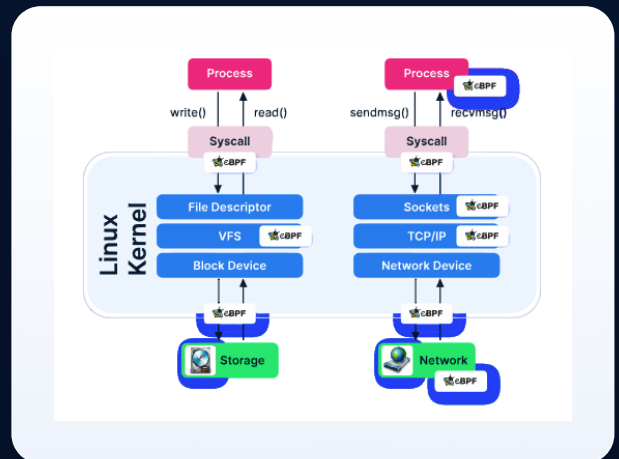 Process
Process
eBPF
write()
read()
sendmsg()
recvmsg()
Syscall
Syscall
eBPF
eBPF
Linux
Kernel
File Descriptor
Sockets
eBPF
VFS
eBPF
TCP/IP
eBPF
Block Device
Network Device
eBPF
eBPF
Storage
Network
eBPF